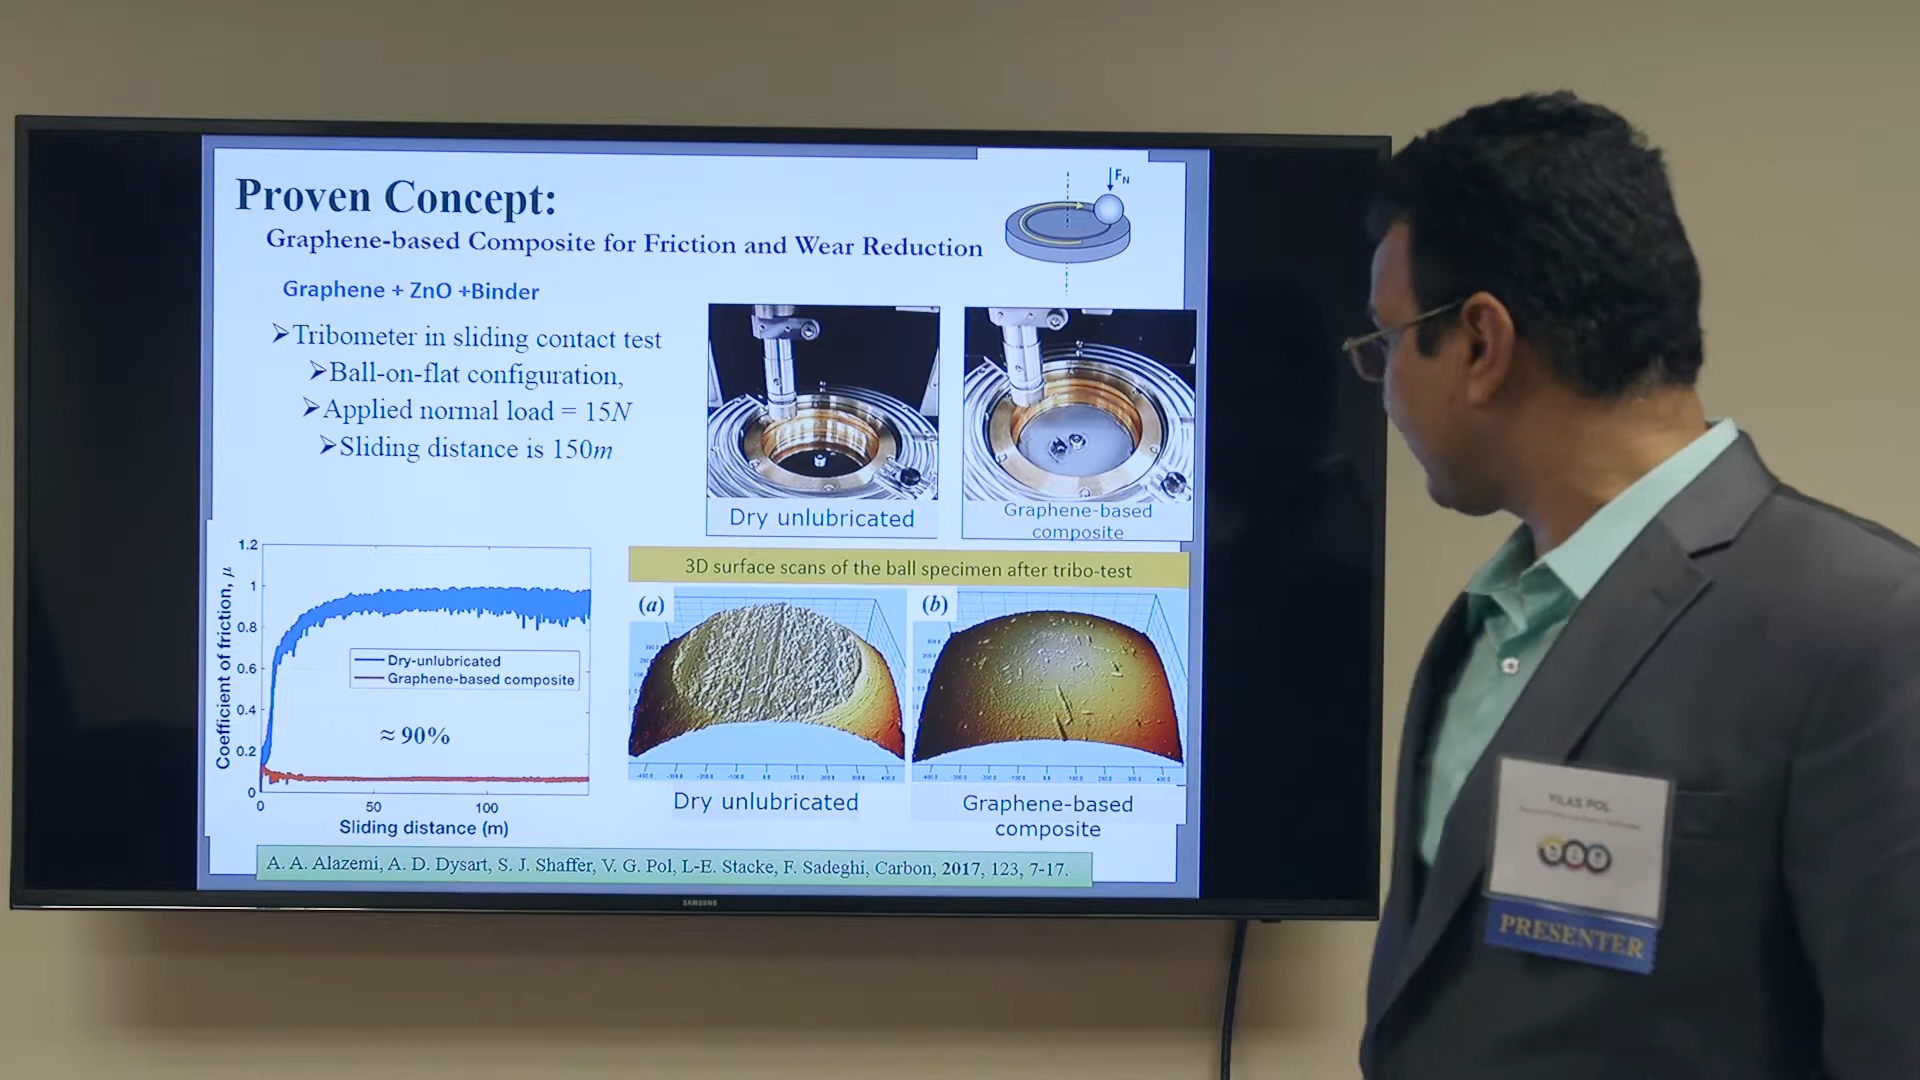 Proven Concept:
Graphene-based Composite for Friction and Wear Reduction
FN
Graphene + ZnO +Binder
➢Tribometer in sliding contact test
➢Ball-on-flat configuration,
➢Applied normal load = 15N
➢Sliding distance is 150m
Dry unlubricated
Graphene-based
composite
1.2
1
0.8
0.6
0.4
0.2
0
Coefficient of friction, μ
Dry-unlubricated
Graphene-based composite
≈ 90%
0
50
100
Sliding distance (m)
3D surface scans of the ball specimen after tribo-test
(a)
(b)
Dry unlubricated
Graphene-based
composite
A. A. Alazemi, A. D. Dysart, S. J. Shaffer, V. G. Pol, L-E. Stacke, F. Sadeghi, Carbon, 2017, 123, 7-17.
SAMSUNG
VILAS POL
PRESENTER